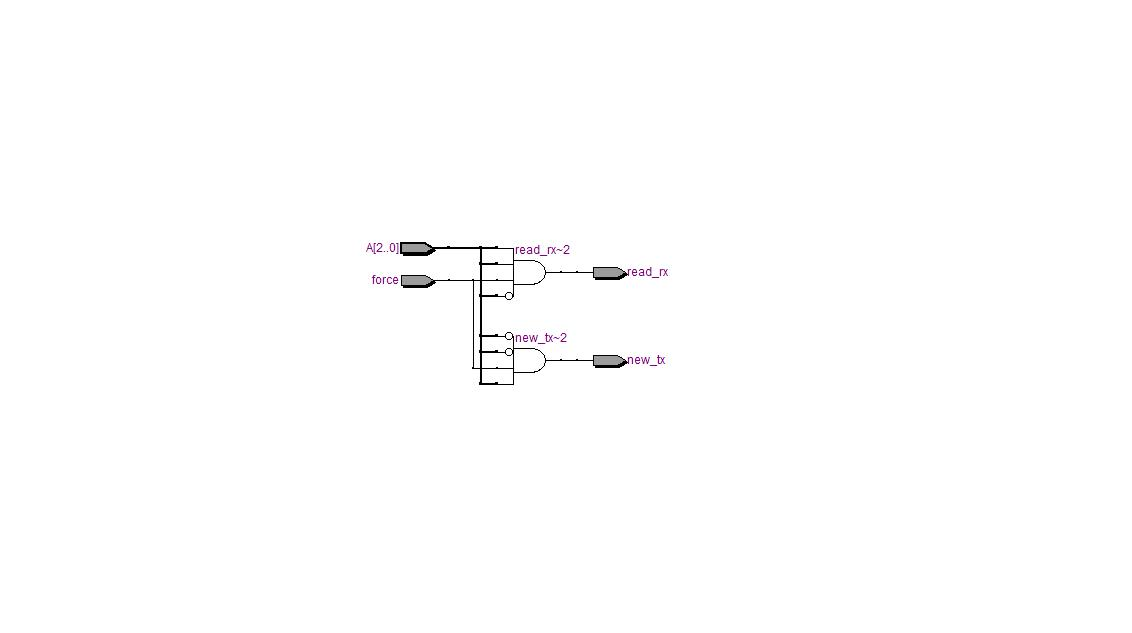 A[2..0]
read_rx~2
read_rx
force
new_tx~2
new_tx